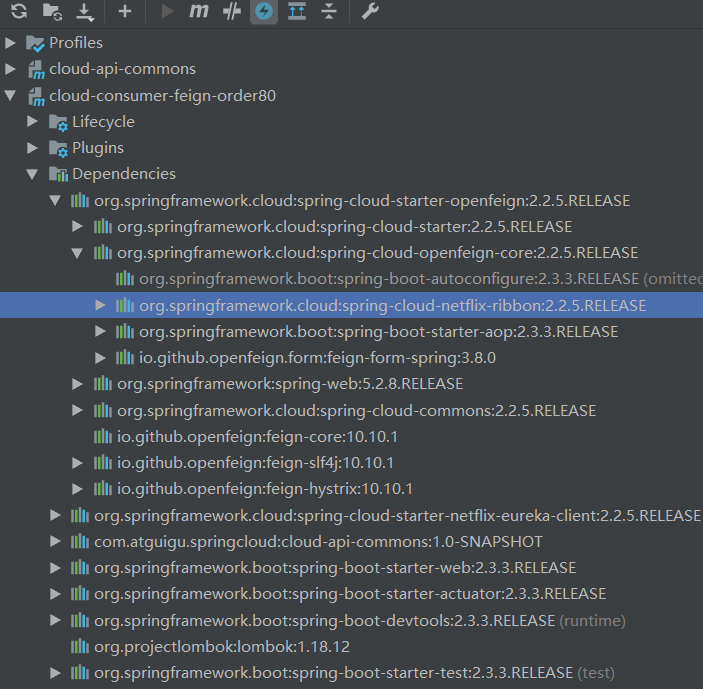 Profiles
cloud-api-commons
cloud-consumer-feign-order80
Lifecycle
Plugins
Dependencies
org.springframework.cloud:spring-cloud-starter-openfeign:2.2.5.RELEASE
org.springframework.cloud:spring-cloud-starter:2.2.5.RELEASE
org.springframework.cloud:spring-cloud-openfeign-core:2.2.5.RELEASE
org.springframework.boot:spring-boot-autoconfigure:2.3.3.RELEASE (omitted
org.springframework.cloud:spring-cloud-netflix-ribbon:2.2.5.RELEASE
org.springframework.boot:spring-boot-starter-aop:2.3.3.RELEASE
io.github.openfeign.form:feign-form-spring:3.8.0
org.springframework:spring-web:5.2.8.RELEASE
org.springframework.cloud:spring-cloud-commons:2.2.5.RELEASE
io.github.openfeign:feign-core:10.10.1
io.github.openfeign:feign-slf4j:10.10.1
io.github.openfeign:feign-hystrix:10.10.1
org.springframework.cloud:spring-cloud-starter-netflix-eureka-client:2.2.5.RELEASE
com.atguigu.springcloud:cloud-api-commons:1.0-SNAPSHOT
org.springframework.boot:spring-boot-starter-web:2.3.3.RELEASE
org.springframework.boot:spring-boot-starter-actuator:2.3.3.RELEASE
org.springframework.boot:spring-boot-devtools:2.3.3.RELEASE (runtime)
org.projectlombok:lombok:1.18.12
org.springframework.boot:spring-boot-starter-test:2.3.3.RELEASE (test)